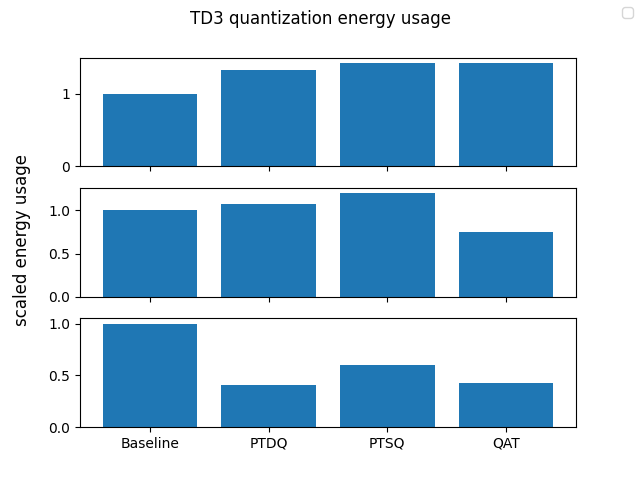 TD3 quantization energy usage
scaled energy usage
1
0
1.0
0.5
0.0
1.0
0.5
0.0
Baseline PTDQ PTSQ QAT